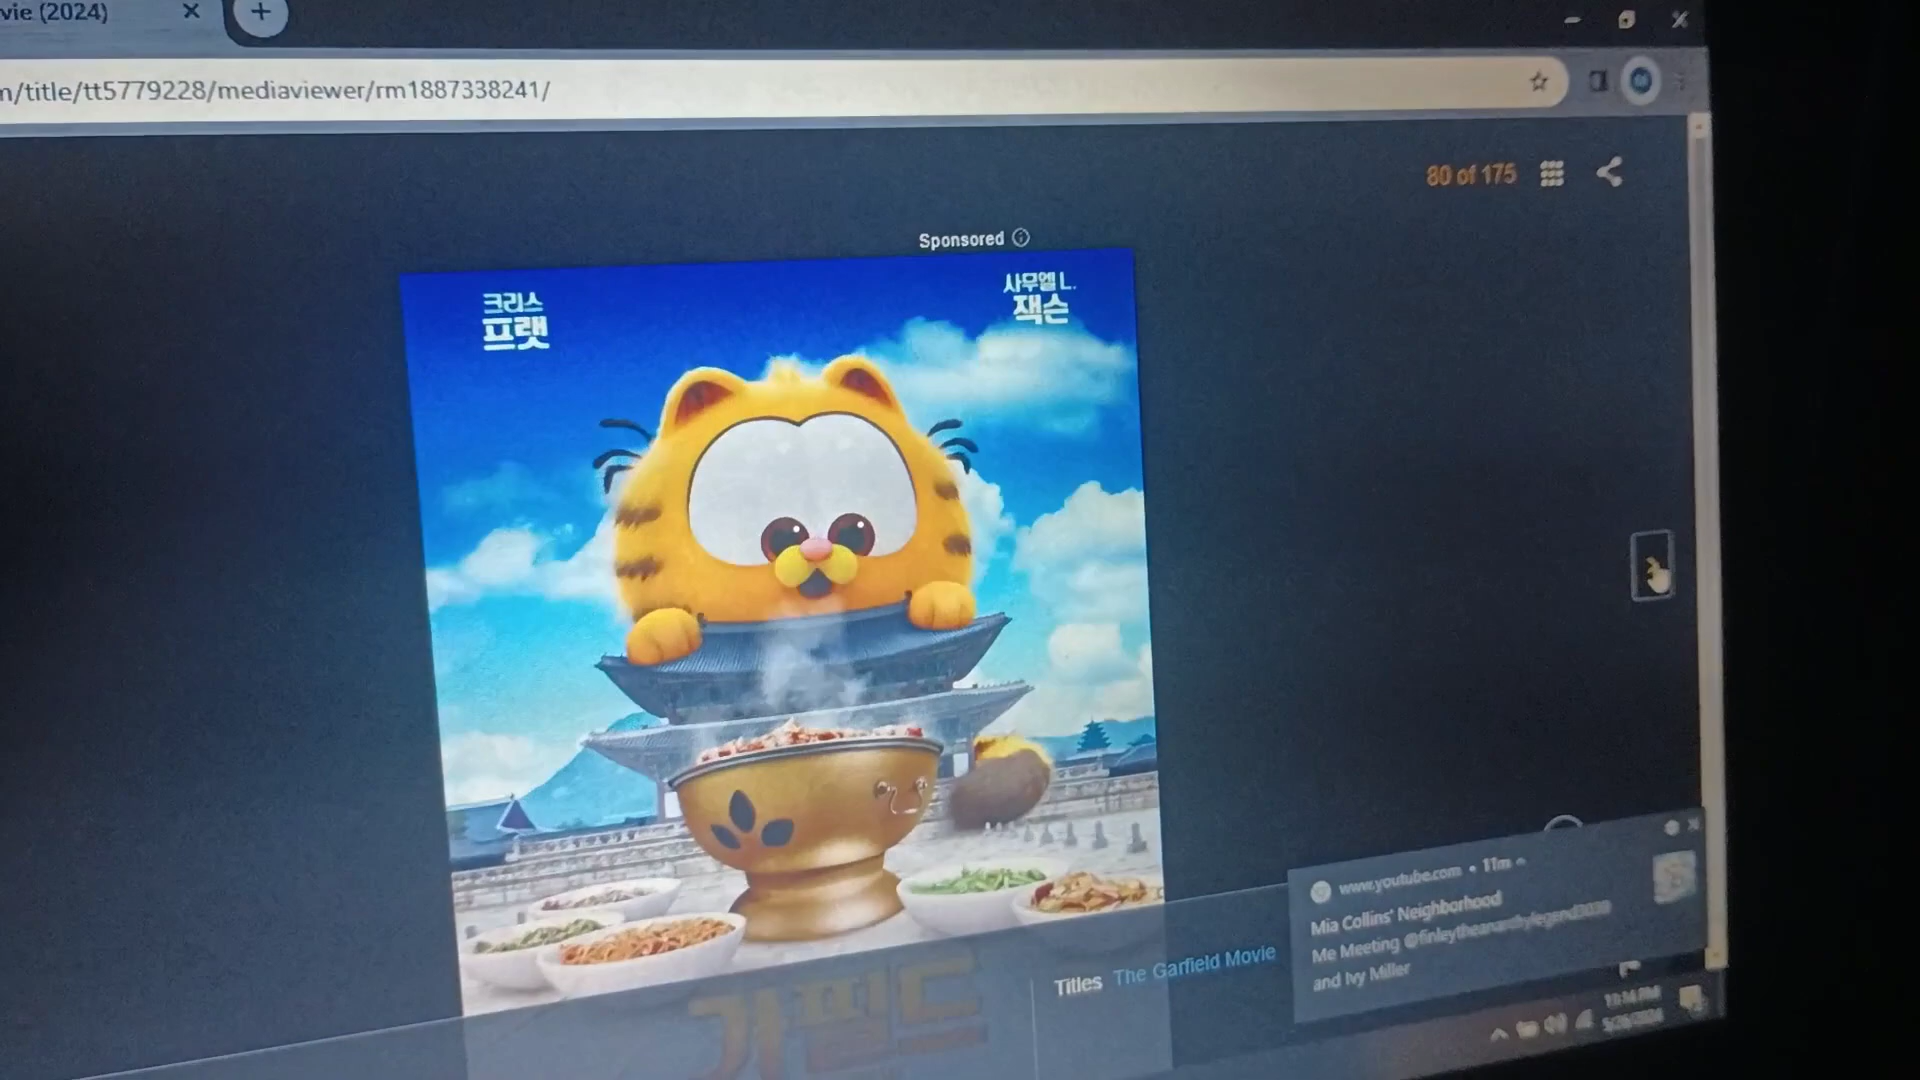 vie (2024)
m/title/tt5779228/mediaviewer/rm1887338241/
80 of 175
Sponsored
크리스
프랫
사무엘 L.
잭슨
가필드
Titles The Garfield Movie
www.youtube.com • 11m
Mia Collins' Neighborhood
Me Meeting
and Ivy Miller